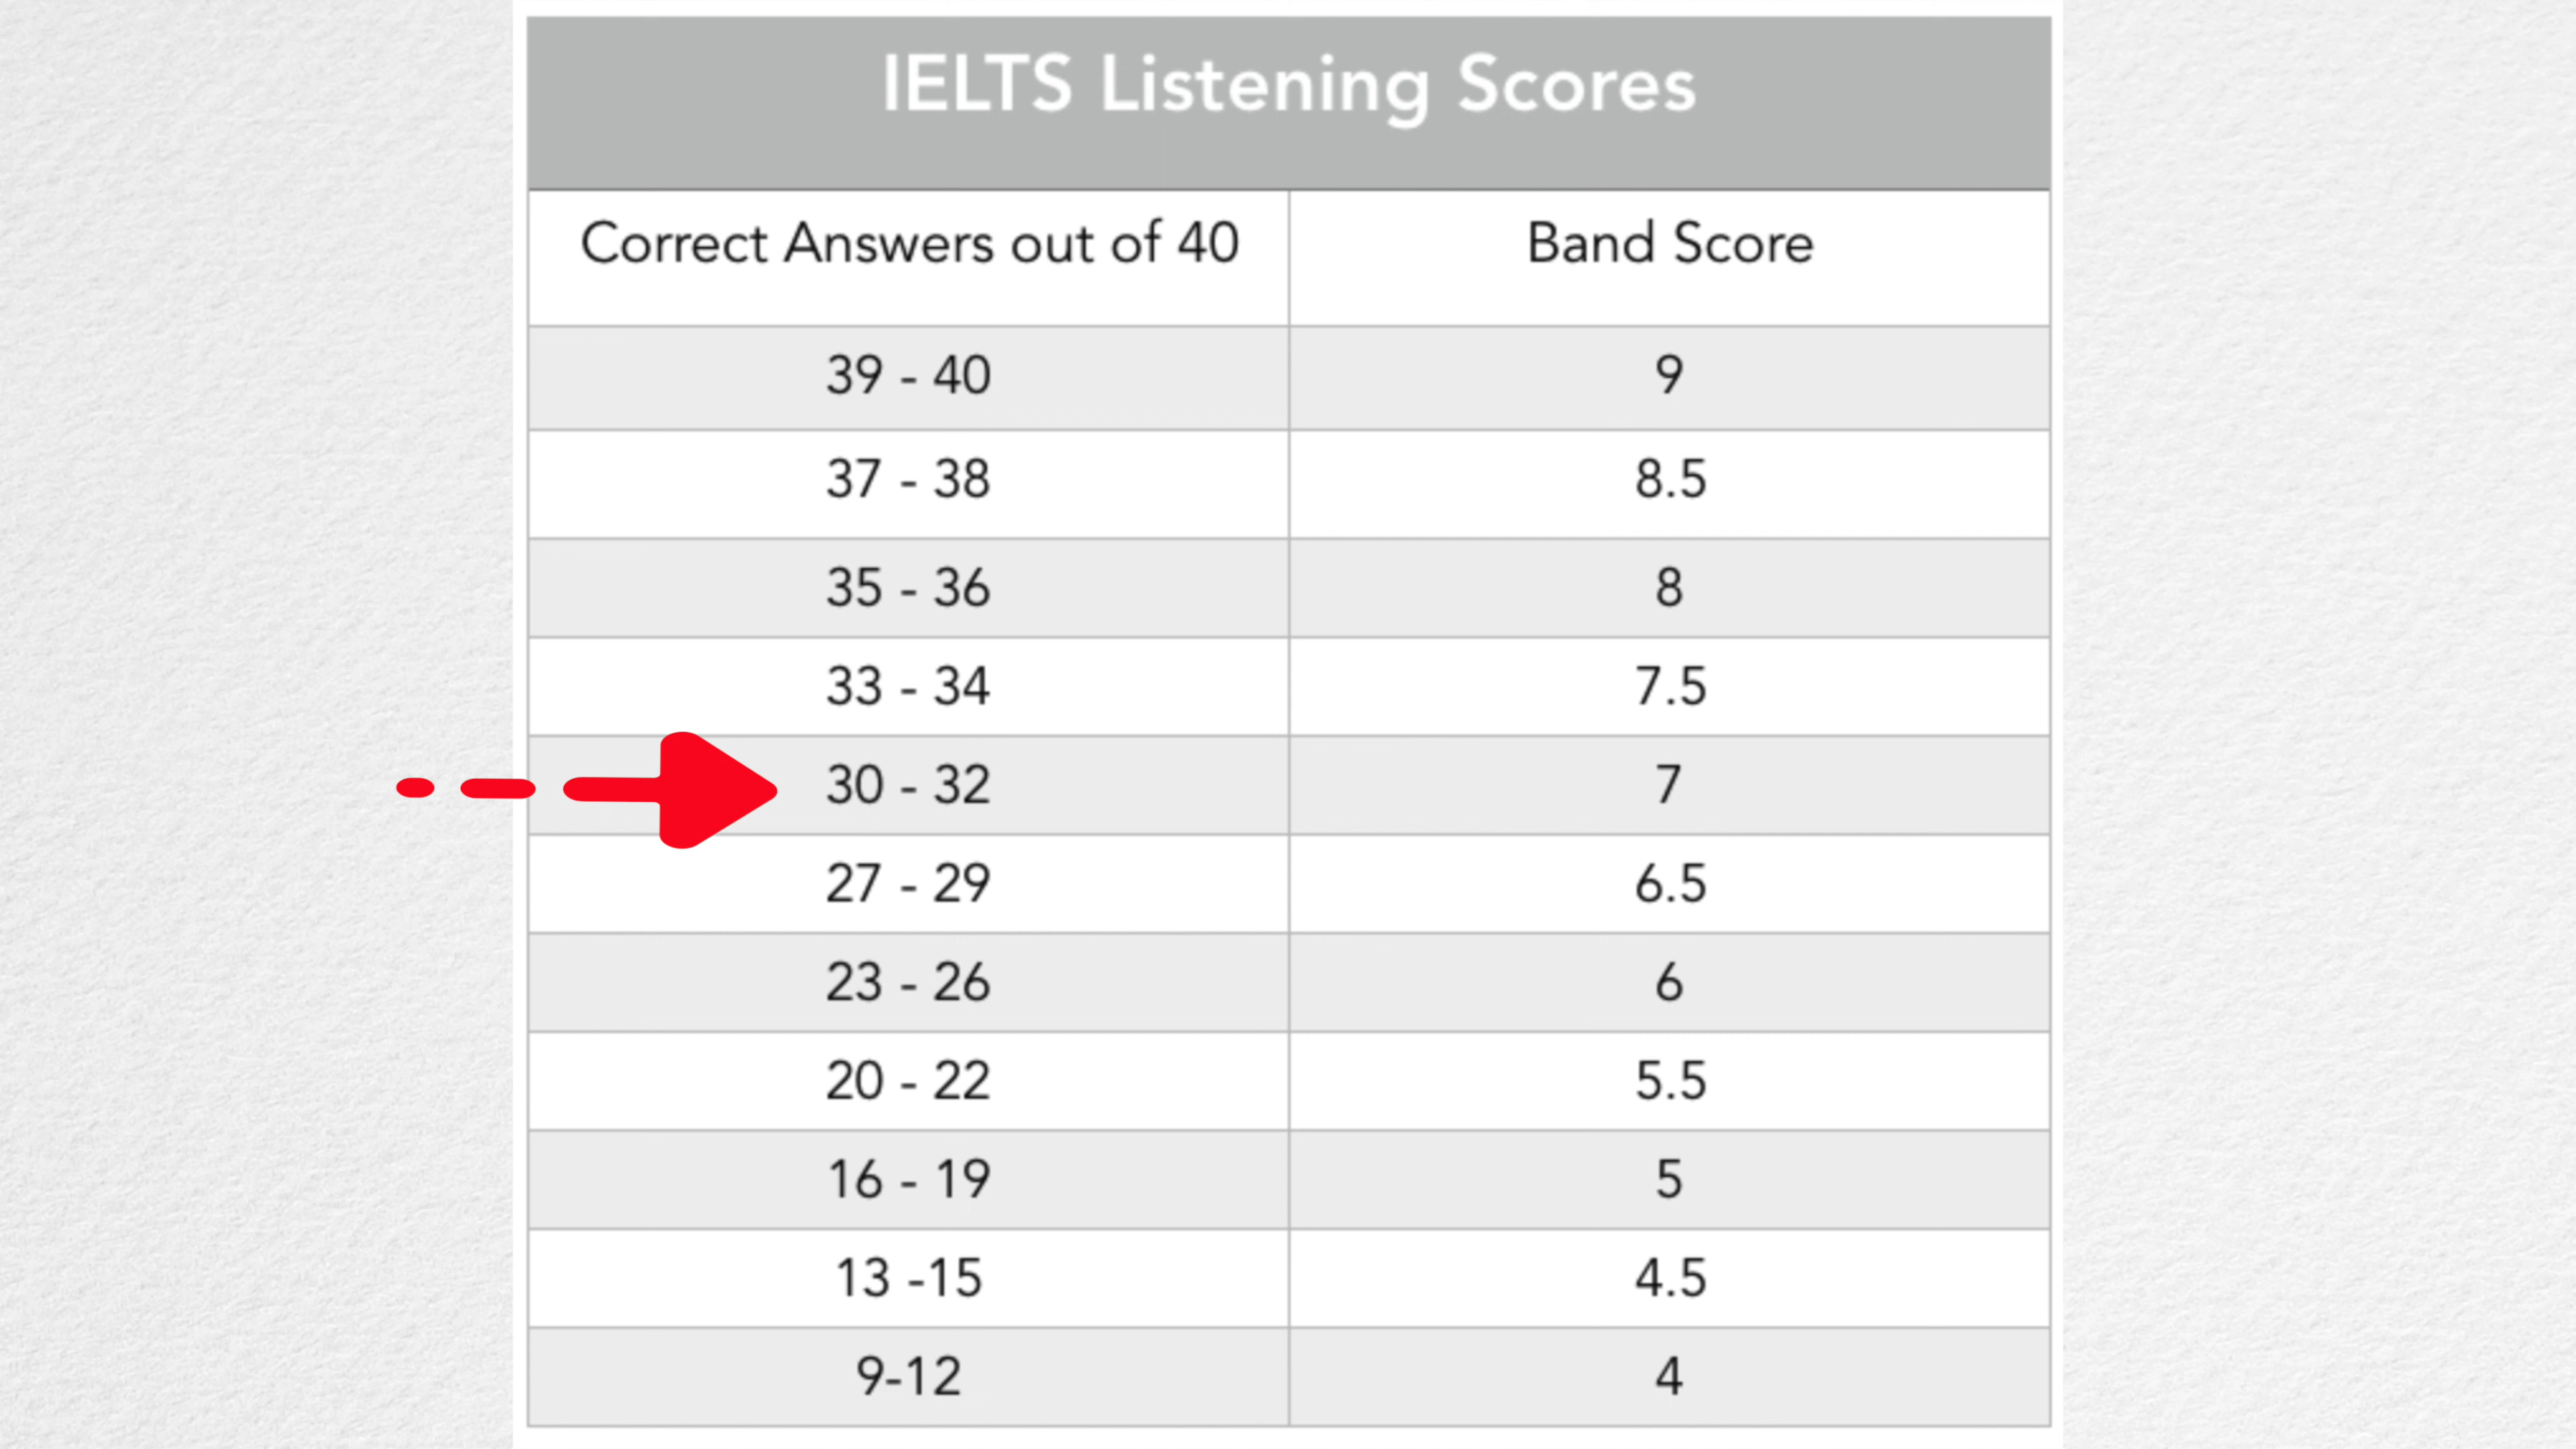 IELTS Listening Scores
Correct Answers out of 40 Band Score
39 - 40 9
37 - 38 8.5
35 - 36 8
33 - 34 7.5
30 - 32 7
27 - 29 6.5
23 - 26 6
20 - 22 5.5
16 - 19 5
13 -15 4.5
9-12 4